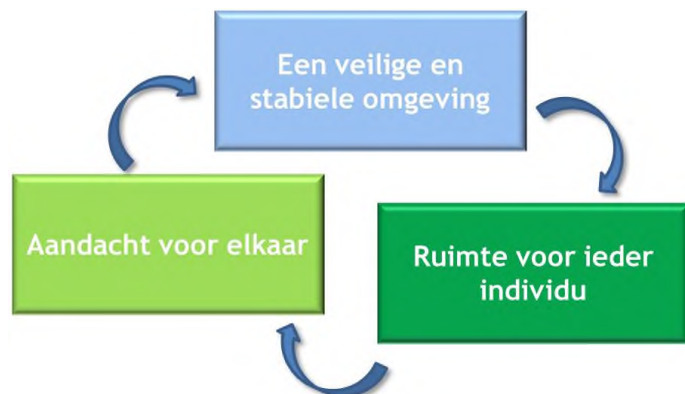 Een veilige en
stabiele omgeving
Aandacht voor elkaar
Ruimte voor ieder
individu